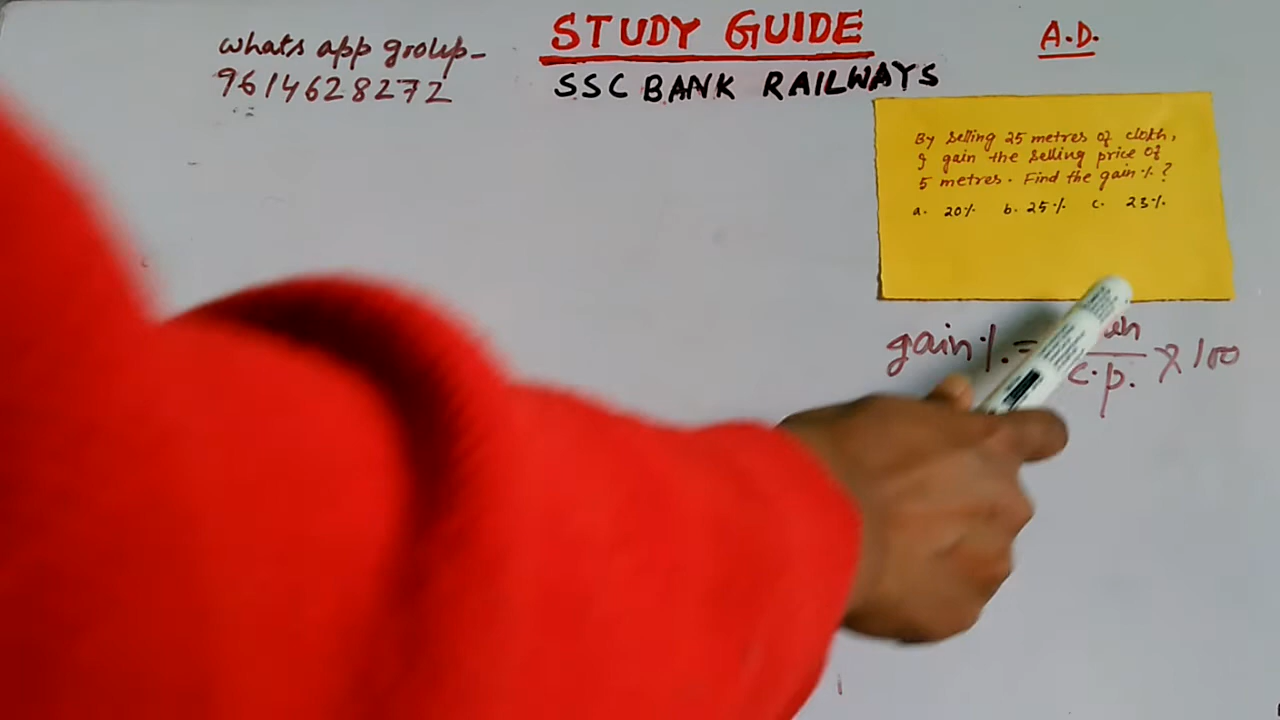 whats app group-
9614628272
STUDY GUIDE
SSC BANK RAILWAYS
A.D.
By Selling 25 metres of cloth,
I gain the selling price of
5 metres. Find the gain %?
a. 20% b. 25% c. 23%
gain % =
c.p. × 100